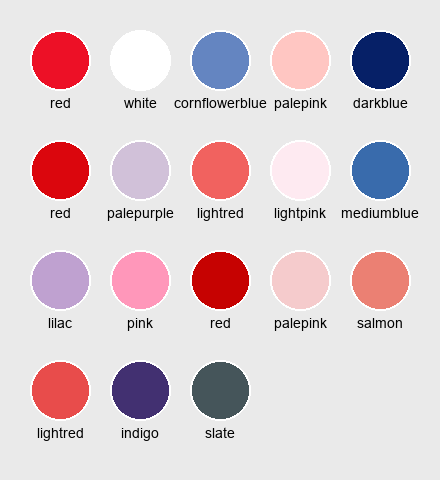 red white cornflowerblue palepink darkblue
red palepurple lightred lightpink mediumblue
lilac pink red palepink salmon
lightred indigo slate